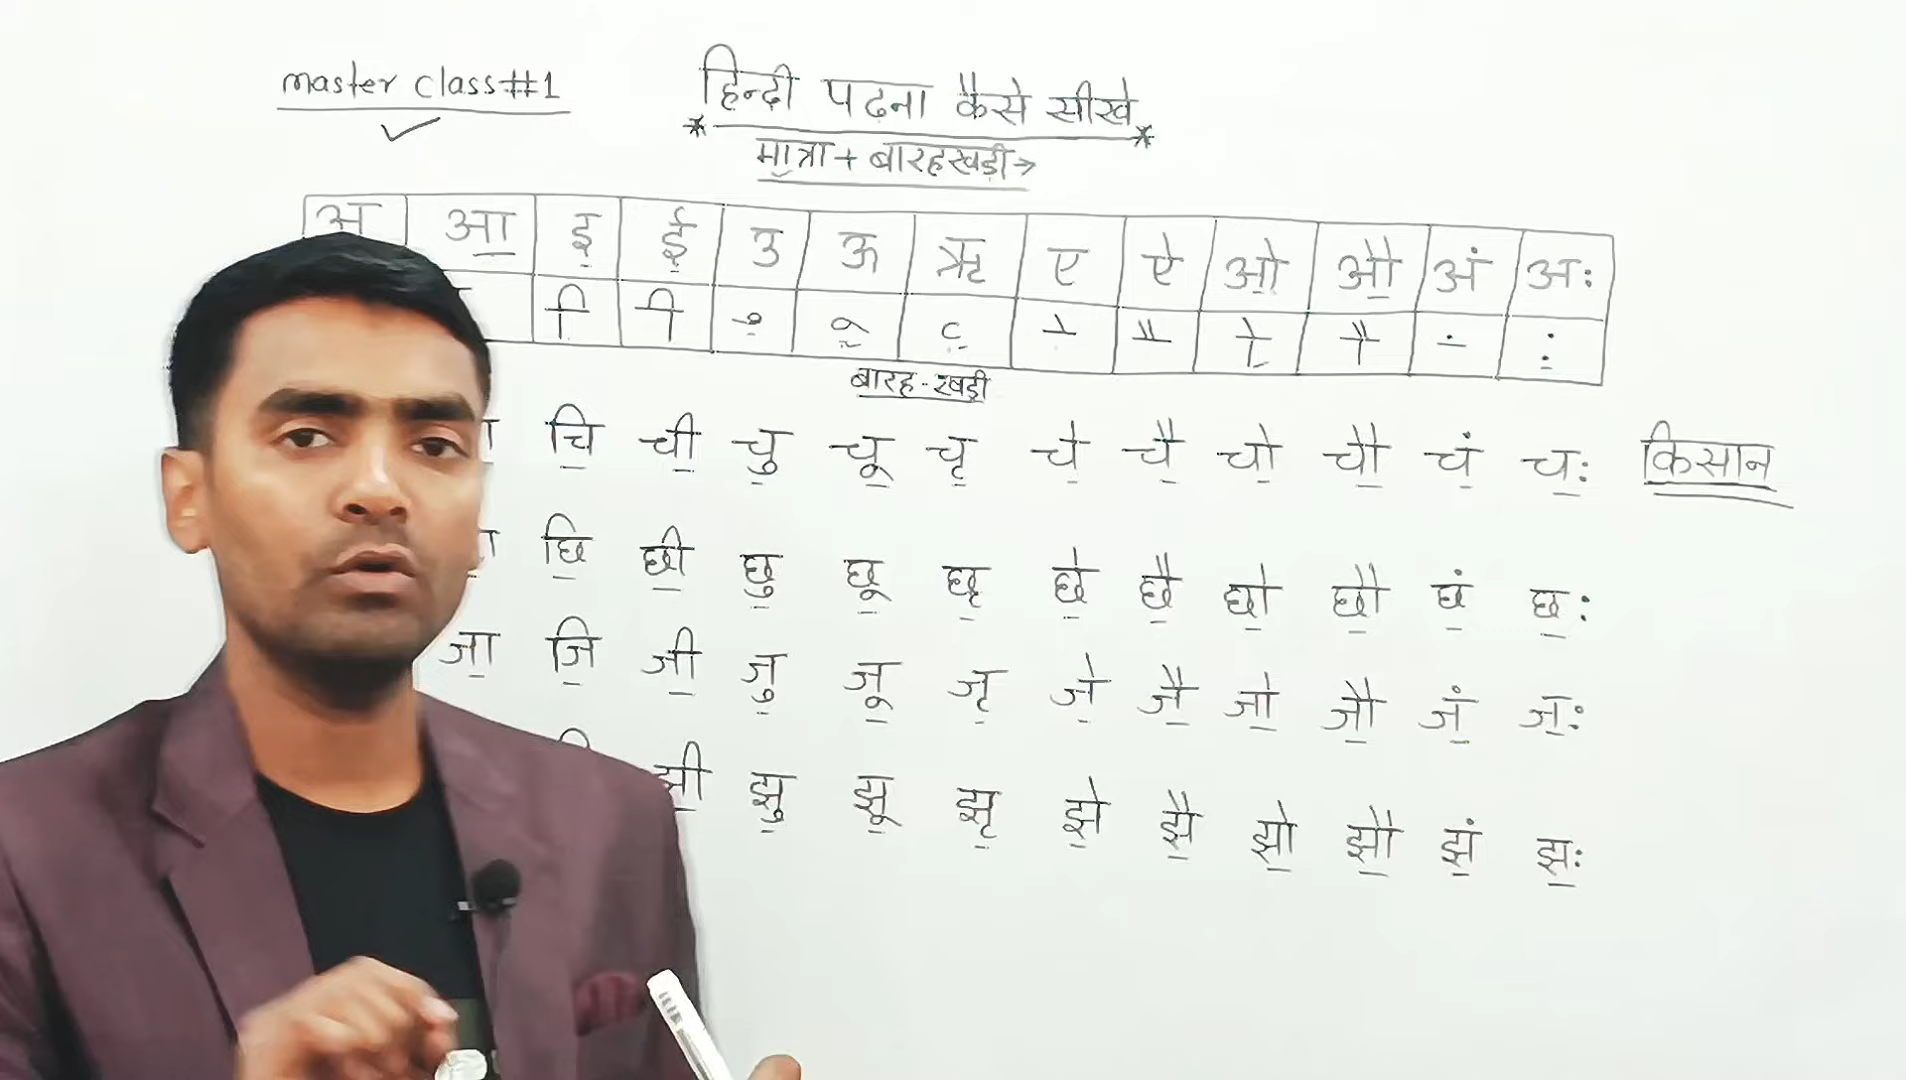 master class#1
हिन्दी पढना कैसे सीखे
मात्रा + बारहखड़ी →
अ आ इ ई उ ऊ ऋ ए ऐ ओ औ अं अः
ि ी ु ू ृ े ै ो ौ ं ः
बारह-खड़ी
चि ची चु चू चृ चे चै चो चौ चं चः किसान
छि छी छु छू छृ छे छै छो छौ छं छः
जा जि जी जु जू जृ जे जै जो जौ जं जः
झी झु झू झृ झे झै झो झौ झं झः